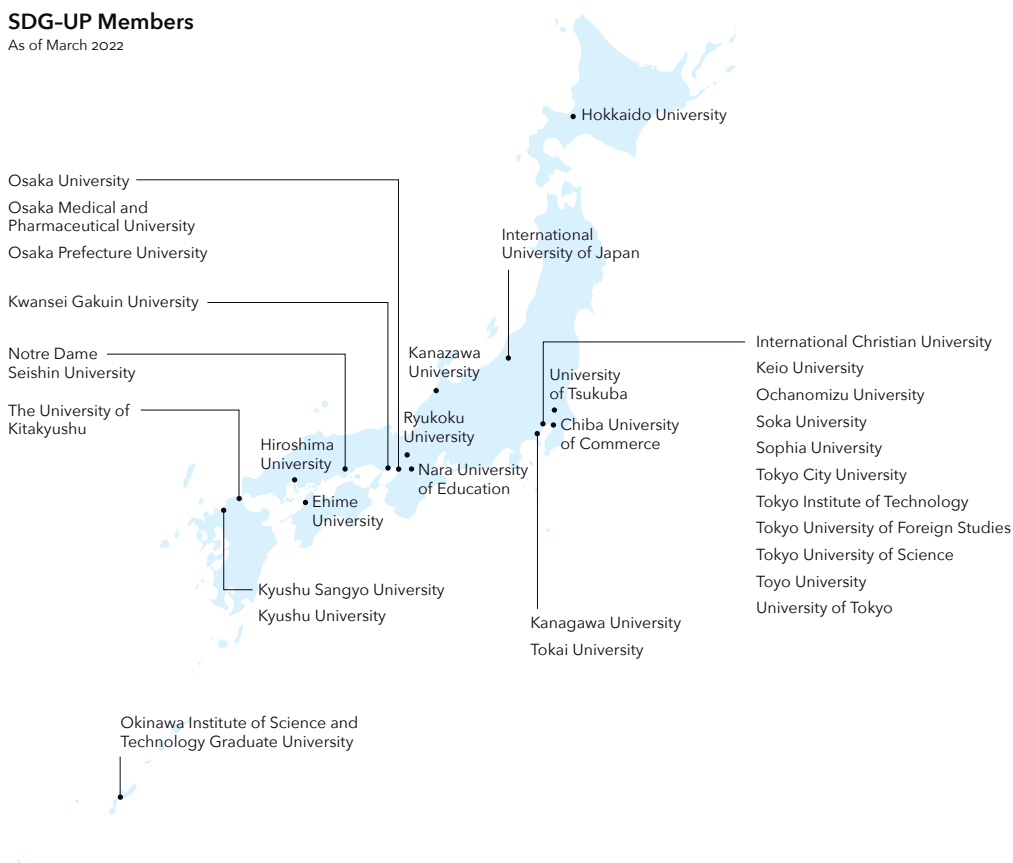 SDG–UP Members
As of March 2022
Hokkaido University
Osaka University
Osaka Medical and
Pharmaceutical University
Osaka Prefecture University
International
University of Japan
Kwansei Gakuin University
Notre Dame
Seishin University
Kanazawa
University
International Christian University
Keio University
Ochanomizu University
Soka University
Sophia University
Tokyo City University
Tokyo Institute of Technology
Tokyo University of Foreign Studies
Tokyo University of Science
Toyo University
University of Tokyo
University
of Tsukuba
The University of
Kitakyushu
Ryukoku
University
Chiba University
of Commerce
Hiroshima
University
Nara University
of Education
Ehime
University
Kyushu Sangyo University
Kyushu University
Kanagawa University
Tokai University
Okinawa Institute of Science and
Technology Graduate University